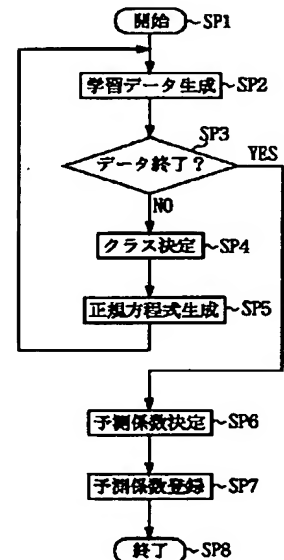 開始 ~SP1
学習データ生成 ~SP2
SP3
データ終了? YES
NO
クラス決定 ~SP4
正規方程式生成 ~SP5
予測係数決定 ~SP6
予測係数登録 ~SP7
終了 ~SP8